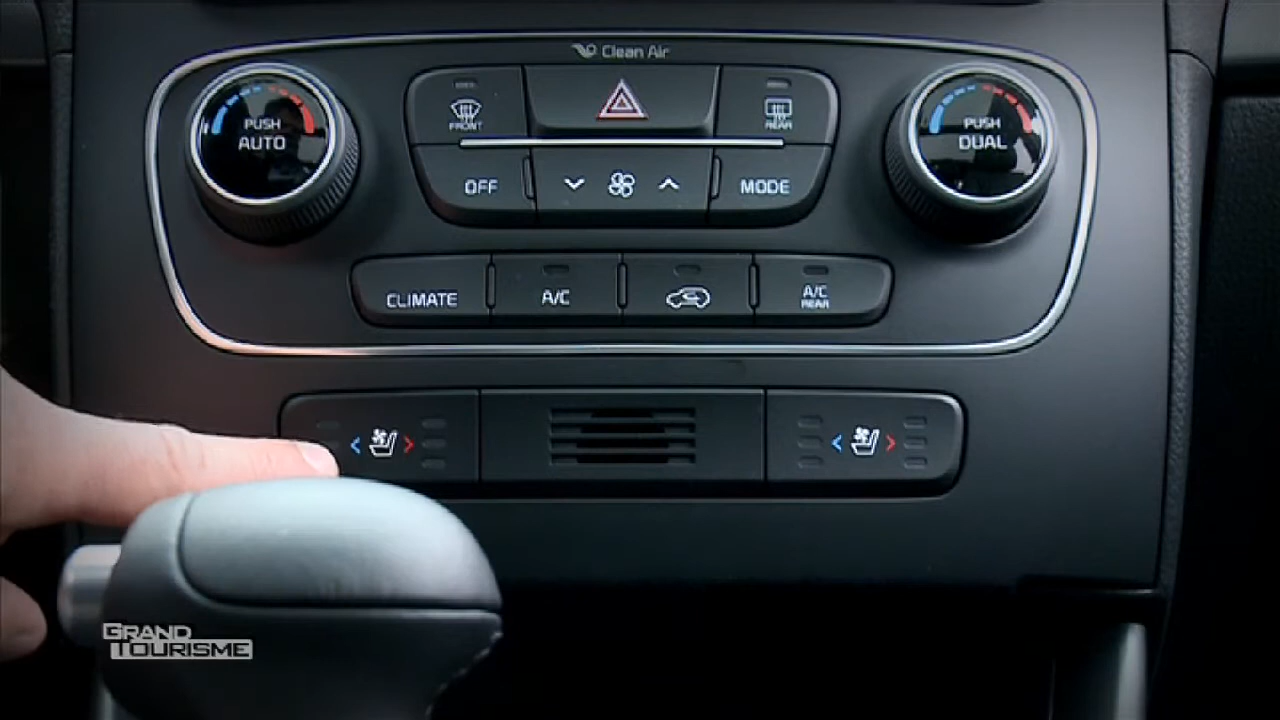 Clean Air
PUSH
AUTO
FRONT
REAR
PUSH
DUAL
OFF
MODE
CLIMATE
A/C
A/C
REAR
GRAND
TOURISME